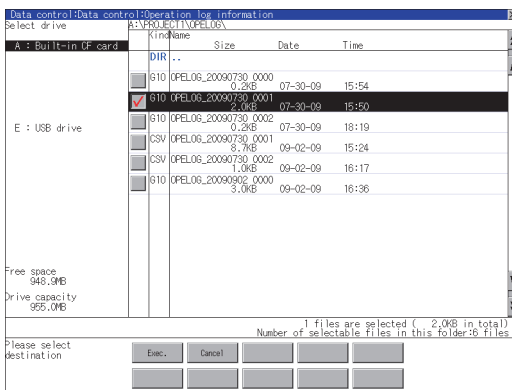 Data control:Data control:Operation log information
Select drive
A:\PROJECT1\OPELOG\
Kind Name
Size Date Time
A : Built-in CF card
DIR ..
G10 OPELOG_20090730_0000
0.2KB 07-30-09 15:54
G10 OPELOG_20090730_0001
2.0KB 07-30-09 15:50
E : USB drive
G10 OPELOG_20090730_0002
0.2KB 07-30-09 18:19
CSV OPELOG_20090730_0001
8.7KB 09-02-09 15:24
CSV OPELOG_20090730_0002
1.0KB 09-02-09 16:17
G10 OPELOG_20090902_0000
3.0KB 09-02-09 16:36
Free space
948.9MB
Drive capacity
955.0MB
1 files are selected ( 2.0KB in total)
Number of selectable files in this folder:6 files
Please select
destination
Exec. Cancel